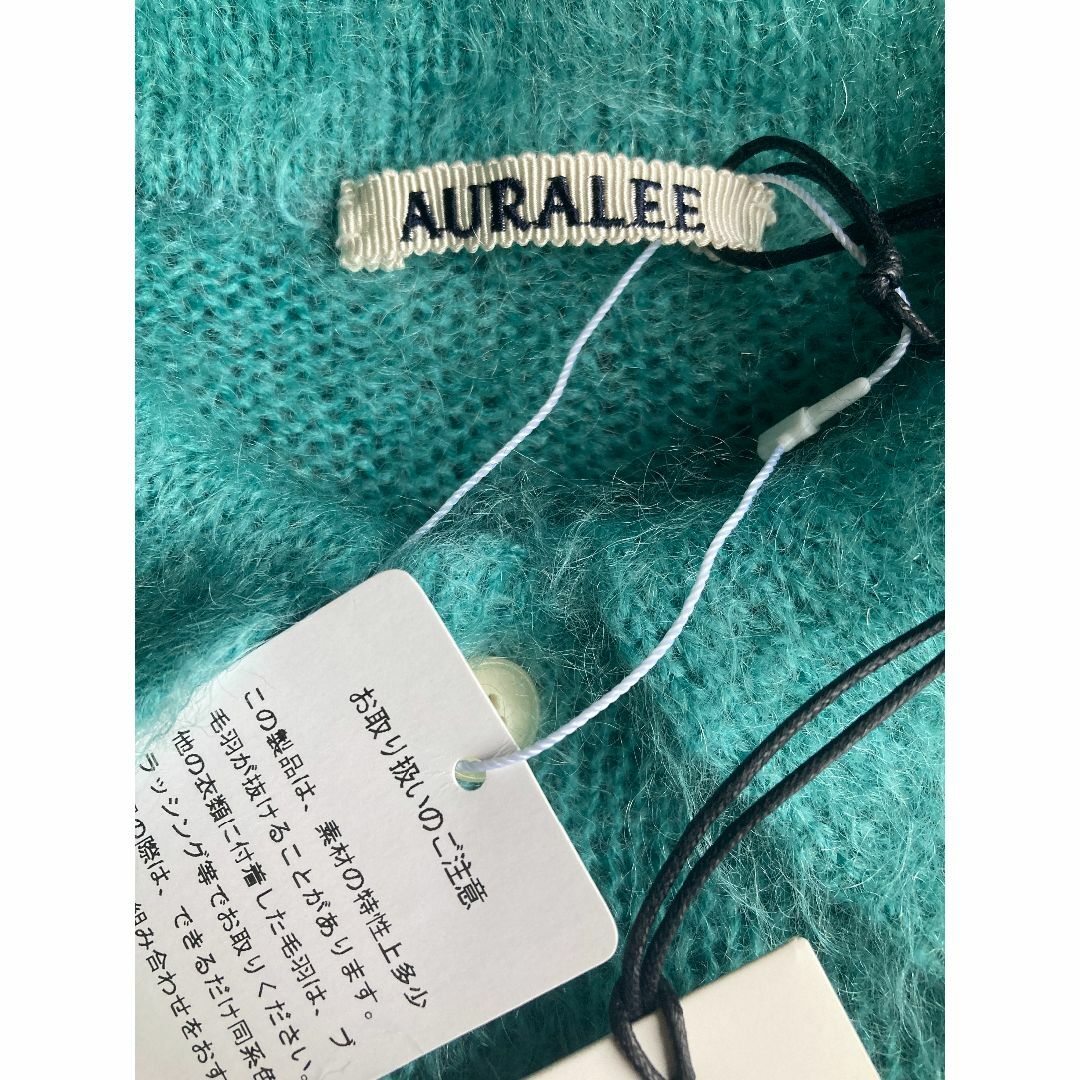 AURALEE
お取り扱いのご注意
この製品は、素材の特性上多少
毛羽が抜けることがあります。
他の衣類に付着した毛羽は、ブ
ラッシング等でお取りください。
の際は、できるだけ同系色
組み合わせをおす